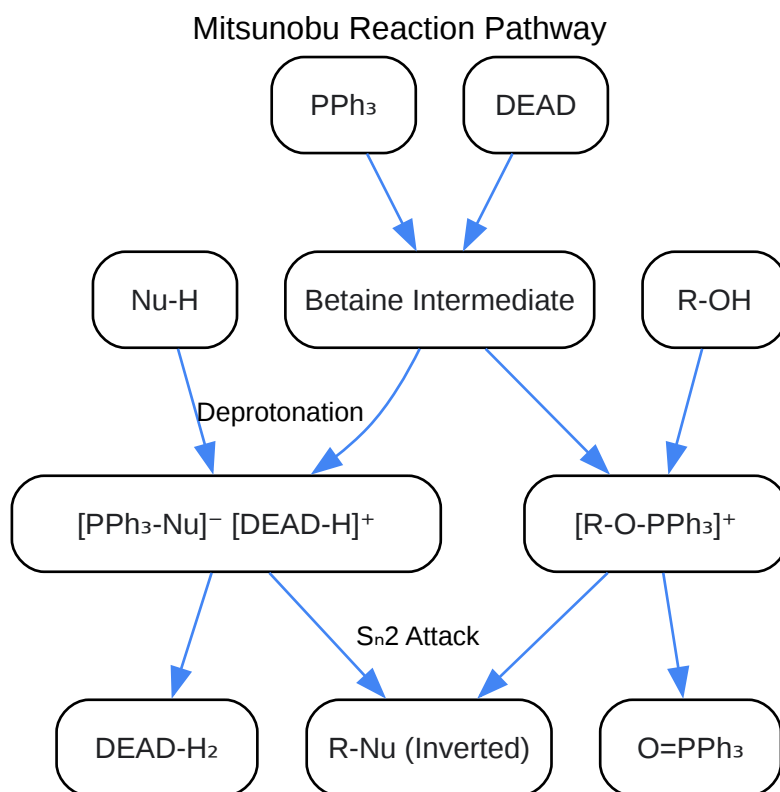 Mitsunobu Reaction Pathway
PPh₃
DEAD
Nu-H
Betaine Intermediate
R-OH
Deprotonation
[PPh₃-Nu]⁻ [DEAD-H]⁺
[R-O-PPh₃]⁺
Sₙ2 Attack
DEAD-H₂
R-Nu (Inverted)
O=PPh₃